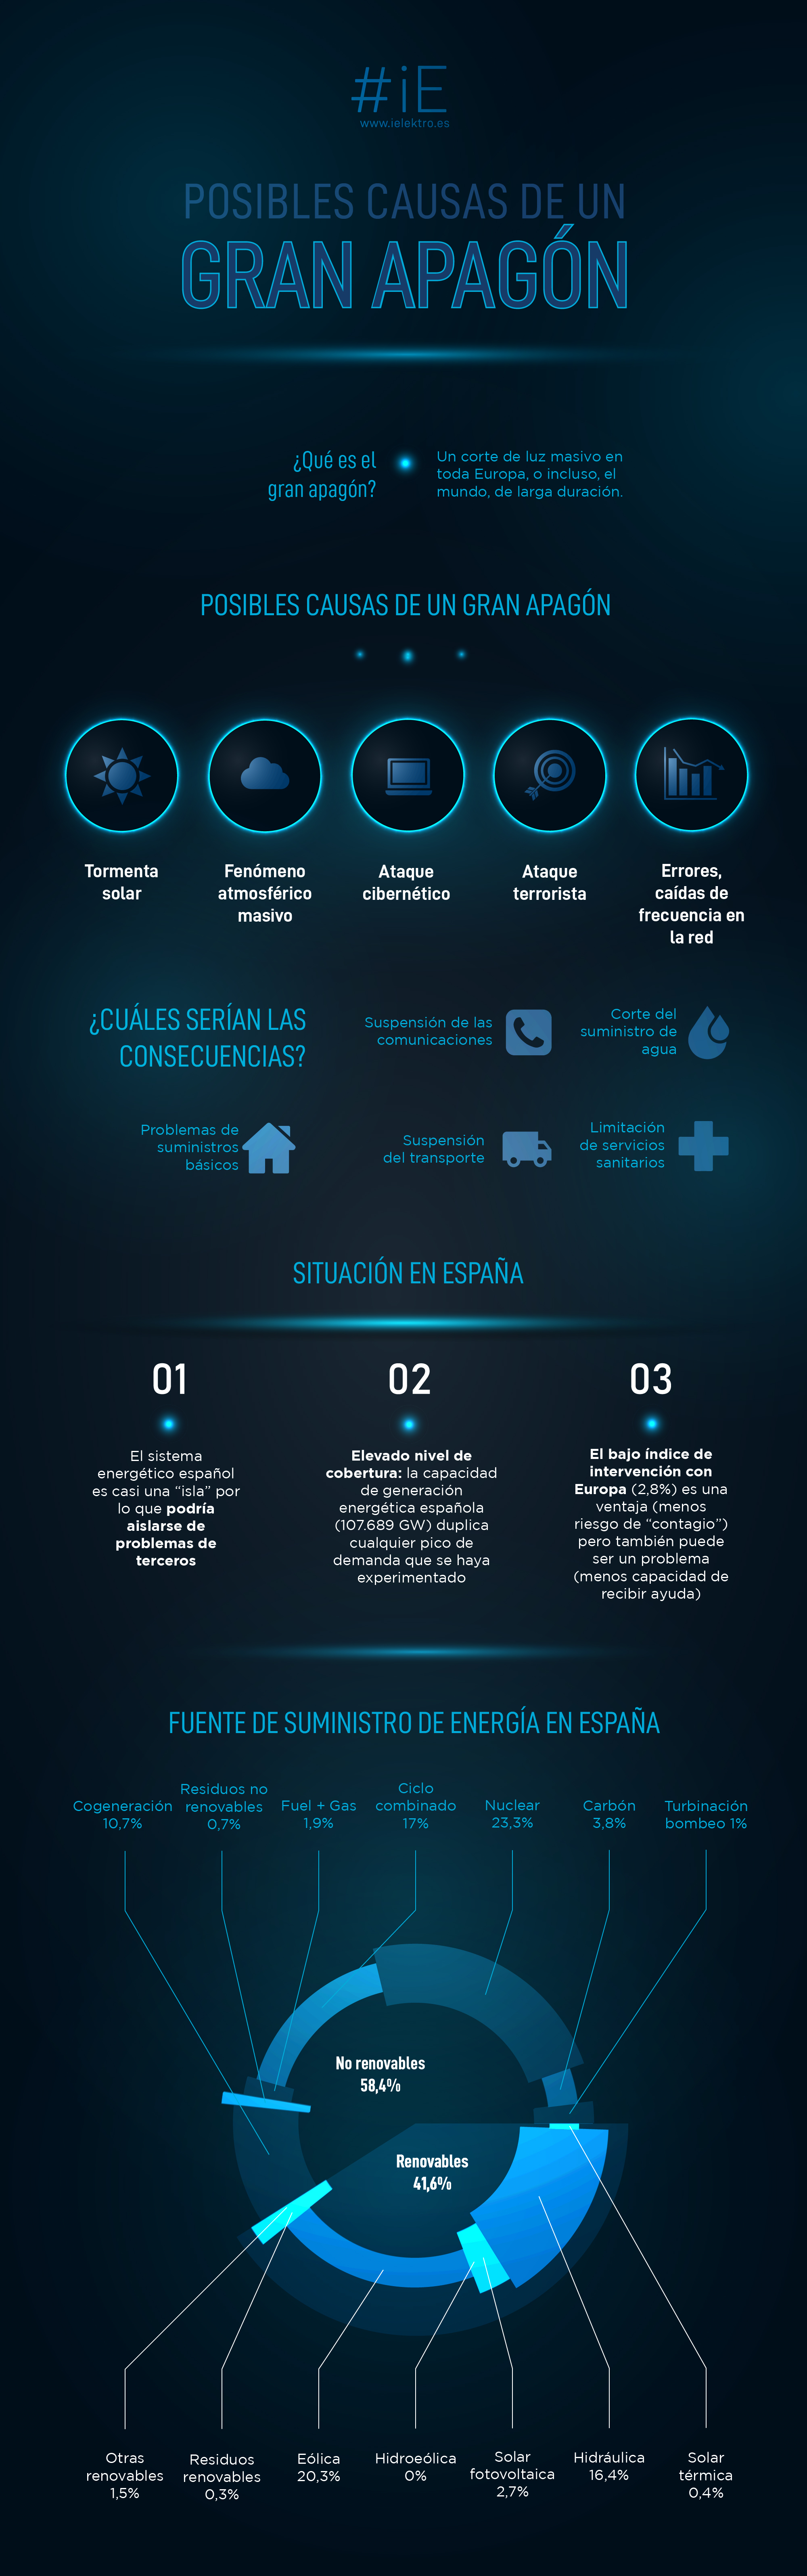 #iE
www.ielektro.es
POSIBLES CAUSAS DE UN
GRAN APAGÓN
¿Qué es el
gran apagón?
Un corte de luz masivo en
toda Europa, o incluso, el
mundo, de larga duración.
POSIBLES CAUSAS DE UN GRAN APAGÓN
Tormenta
solar
Fenómeno
atmosférico
masivo
Ataque
cibernético
Ataque
terrorista
Errores,
caídas de
frecuencia en
la red
¿CUÁLES SERÍAN LAS
CONSECUENCIAS?
Suspensión de las
comunicaciones
Corte del
suministro de
agua
Problemas de
suministros
básicos
Suspensión
del transporte
Limitación
de servicios
sanitarios
SITUACIÓN EN ESPAÑA
01
El sistema
energético español
es casi una “isla” por
lo que podría
aislarse de
problemas de
terceros
02
Elevado nivel de
cobertura: la capacidad
de generación
energética española
(107.689 GW) duplica
cualquier pico de
demanda que se haya
experimentado
03
El bajo índice de
intervención con
Europa (2,8%) es una
ventaja (menos
riesgo de “contagio”)
pero también puede
ser un problema
(menos capacidad de
recibir ayuda)
FUENTE DE SUMINISTRO DE ENERGÍA EN ESPAÑA
Cogeneración
10,7%
Residuos no
renovables
0,7%
Fuel + Gas
1,9%
Ciclo
combinado
17%
Nuclear
23,3%
Carbón
3,8%
Turbinación
bombeo 1%
No renovables
58,4%
Renovables
41,6%
Otras
renovables
1,5%
Residuos
renovables
0,3%
Eólica
20,3%
Hidroeólica
0%
Solar
fotovoltaica
2,7%
Hidráulica
16,4%
Solar
térmica
0,4%